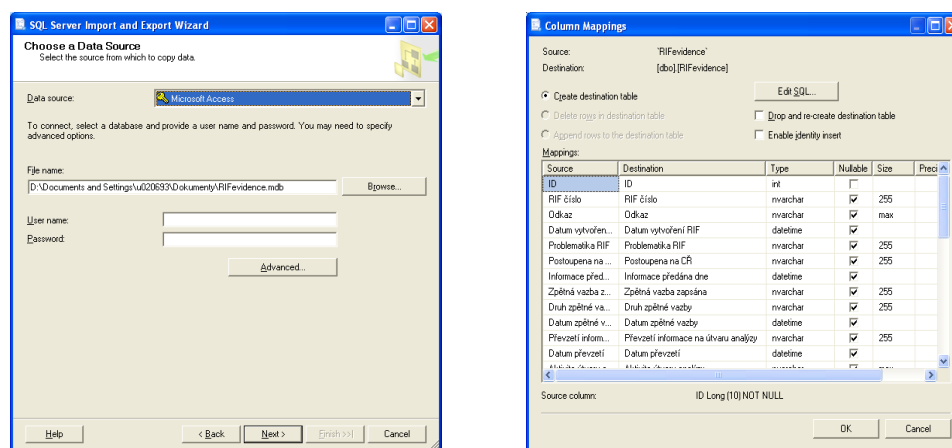 SQL Server Import and Export Wizard
Choose a Data Source
Select the source from which to copy data.
Data source:
Microsoft Access
To connect, select a database and provide a user name and password. You may need to specify
advanced options.
File name:
D:\Documents and Settings\u020693\Dokumenty\RIFevidence.mdb
Browse...
User name:
Password:
Advanced...
Help
< Back
Next >
Finish >>|
Cancel
Column Mappings
Source: `RIFevidence`
Destination: [dbo].[RIFevidence]
Create destination table
Edit SQL...
Delete rows in destination table
Drop and re-create destination table
Append rows to the destination table
Enable identity insert
Mappings:
Source Destination Type Nullable Size Preci
ID ID int
RIF číslo RIF číslo nvarchar 255
Odkaz Odkaz nvarchar max
Datum vytvořen... Datum vytvoření RIF datetime
Problematika RIF Problematika RIF nvarchar 255
Postoupena na ... Postoupena na CŘ nvarchar 255
Informace před... Informace předána dne datetime
Zpětná vazba z... Zpětná vazba zapsána nvarchar 255
Druh zpětné va... Druh zpětné vazby nvarchar 255
Datum zpětné v... Datum zpětné vazby datetime
Převzetí inform... Převzetí informace na útvaru analýzy nvarchar 255
Datum převzetí Datum převzetí datetime
Source column: ID Long (10) NOT NULL
OK
Cancel